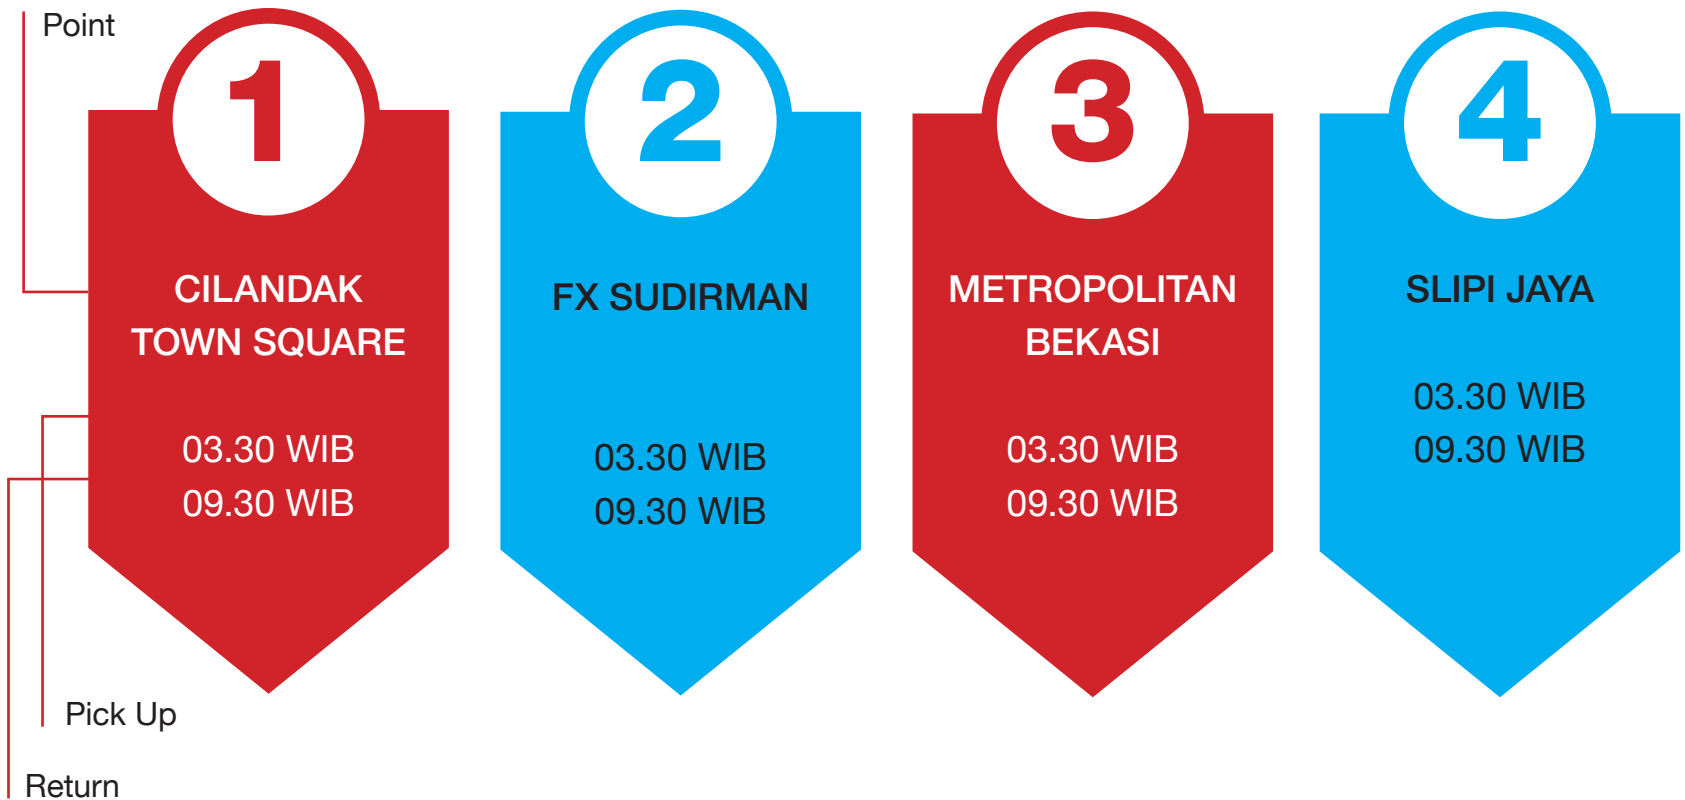 Point
1
CILANDAK
TOWN SQUARE
03.30 WIB
09.30 WIB
2
FX SUDIRMAN
03.30 WIB
09.30 WIB
3
METROPOLITAN
BEKASI
03.30 WIB
09.30 WIB
4
SLIPI JAYA
03.30 WIB
09.30 WIB
Pick Up
Return